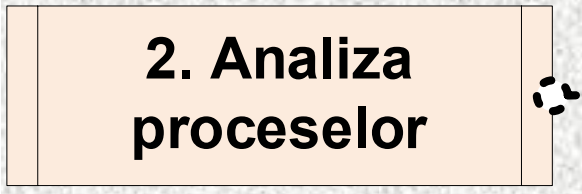 2. Analiza
proceselor